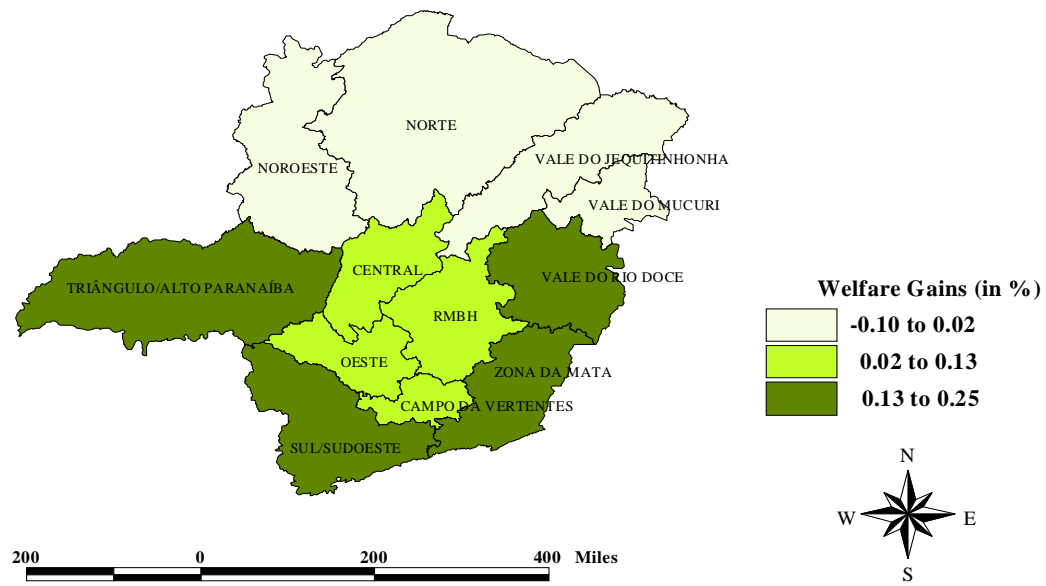 NORTE
NOROESTE
VALE DO JEQUITINHONHA
VALE DO MUCURI
CENTRAL
VALE DO RIO DOCE
TRIÂNGULO/ALTO PARANAÍBA
RMBH
OESTE
ZONA DA MATA
CAMPO DA VERTENTES
SUL/SUDOESTE
Welfare Gains (in %)
-0.10 to 0.02
0.02 to 0.13
0.13 to 0.25
N
W
E
S
200 0 200 400 Miles